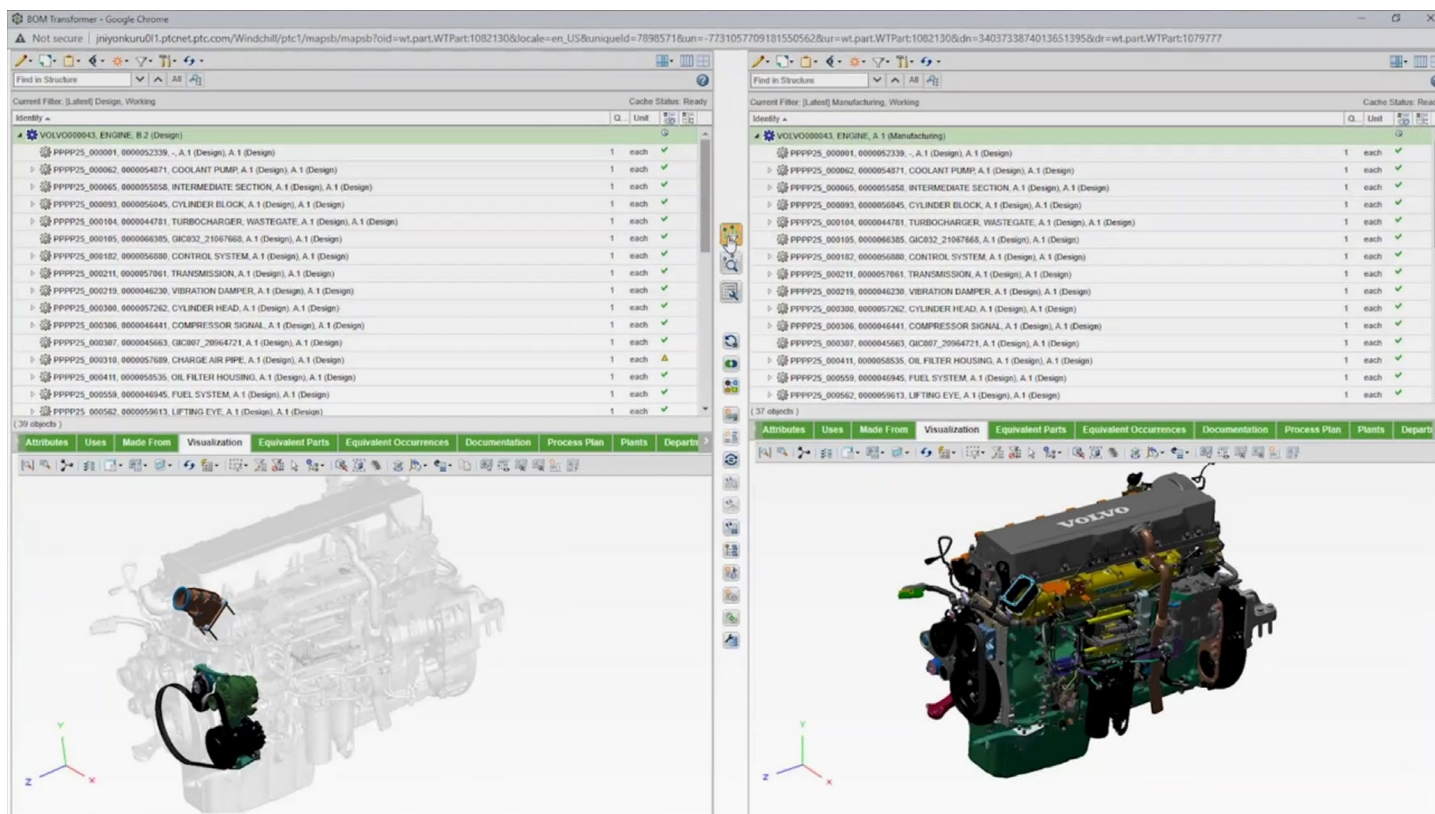 BOM Transformer - Google Chrome
Not secure | jniyonkuru0l1.ptcnet.ptc.com/Windchill/ptc1/mapsb/mapsb?oid=wt.part.WTPart:1082130&locale=en_US&uniqueId=7898571&un=-7731057709181550562&ur=wt.part.WTPart:1082130&dn=3403733874013651395&dr=wt.part.WTPart:1079777
Find in Structure All
Current Filter: [Latest] Design, Working Cache Status: Ready
Identity Q... Unit
VOLVO000043, ENGINE, B.2 (Design)
PPPP25_000001, 0000052339, -, A.1 (Design), A.1 (Design) 1 each
PPPP25_000062, 0000054871, COOLANT PUMP, A.1 (Design), A.1 (Design) 1 each
PPPP25_000065, 0000055858, INTERMEDIATE SECTION, A.1 (Design), A.1 (Design) 1 each
PPPP25_000093, 0000056045, CYLINDER BLOCK, A.1 (Design), A.1 (Design) 1 each
PPPP25_000104, 0000044781, TURBOCHARGER, WASTEGATE, A.1 (Design), A.1 (Design) 1 each
PPPP25_000105, 0000066385, GIC032_21067668, A.1 (Design), A.1 (Design) 1 each
PPPP25_000182, 0000056880, CONTROL SYSTEM, A.1 (Design), A.1 (Design) 1 each
PPPP25_000211, 0000057061, TRANSMISSION, A.1 (Design), A.1 (Design) 1 each
PPPP25_000219, 0000046230, VIBRATION DAMPER, A.1 (Design), A.1 (Design) 1 each
PPPP25_000300, 0000057262, CYLINDER HEAD, A.1 (Design), A.1 (Design) 1 each
PPPP25_000306, 0000046441, COMPRESSOR SIGNAL, A.1 (Design), A.1 (Design) 1 each
PPPP25_000307, 0000045663, GIC007_20964721, A.1 (Design), A.1 (Design) 1 each
PPPP25_000310, 0000057689, CHARGE AIR PIPE, A.1 (Design), A.1 (Design) 1 each
PPPP25_000411, 0000058535, OIL FILTER HOUSING, A.1 (Design), A.1 (Design) 1 each
PPPP25_000559, 0000046945, FUEL SYSTEM, A.1 (Design), A.1 (Design) 1 each
PPPP25_000562, 0000059613, LIFTING EYE, A.1 (Design), A.1 (Design) 1 each
( 39 objects )
Attributes Uses Made From Visualization Equivalent Parts Equivalent Occurrences Documentation Process Plan Plants Departm
Y
Z
X
Find in Structure All
Current Filter: [Latest] Manufacturing, Working Cache Status: Read
Identity Q... Unit
VOLVO000043, ENGINE, A.1 (Manufacturing)
PPPP25_000001, 0000052339, -, A.1 (Design), A.1 (Design) 1 each
PPPP25_000062, 0000054871, COOLANT PUMP, A.1 (Design), A.1 (Design) 1 each
PPPP25_000065, 0000055858, INTERMEDIATE SECTION, A.1 (Design), A.1 (Design) 1 each
PPPP25_000093, 0000056045, CYLINDER BLOCK, A.1 (Design), A.1 (Design) 1 each
PPPP25_000104, 0000044781, TURBOCHARGER, WASTEGATE, A.1 (Design), A.1 (Design) 1 each
PPPP25_000105, 0000066385, GIC032_21067668, A.1 (Design), A.1 (Design) 1 each
PPPP25_000182, 0000056880, CONTROL SYSTEM, A.1 (Design), A.1 (Design) 1 each
PPPP25_000211, 0000057061, TRANSMISSION, A.1 (Design), A.1 (Design) 1 each
PPPP25_000219, 0000046230, VIBRATION DAMPER, A.1 (Design), A.1 (Design) 1 each
PPPP25_000300, 0000057262, CYLINDER HEAD, A.1 (Design), A.1 (Design) 1 each
PPPP25_000306, 0000046441, COMPRESSOR SIGNAL, A.1 (Design), A.1 (Design) 1 each
PPPP25_000307, 0000045663, GIC007_20964721, A.1 (Design), A.1 (Design) 1 each
PPPP25_000411, 0000058535, OIL FILTER HOUSING, A.1 (Design), A.1 (Design) 1 each
PPPP25_000559, 0000046945, FUEL SYSTEM, A.1 (Design), A.1 (Design) 1 each
PPPP25_000562, 0000059613, LIFTING EYE, A.1 (Design), A.1 (Design) 1 each
( 37 objects )
Attributes Uses Made From Visualization Equivalent Parts Equivalent Occurrences Documentation Process Plan Plants Departi
VOLVO
Y
Z
X